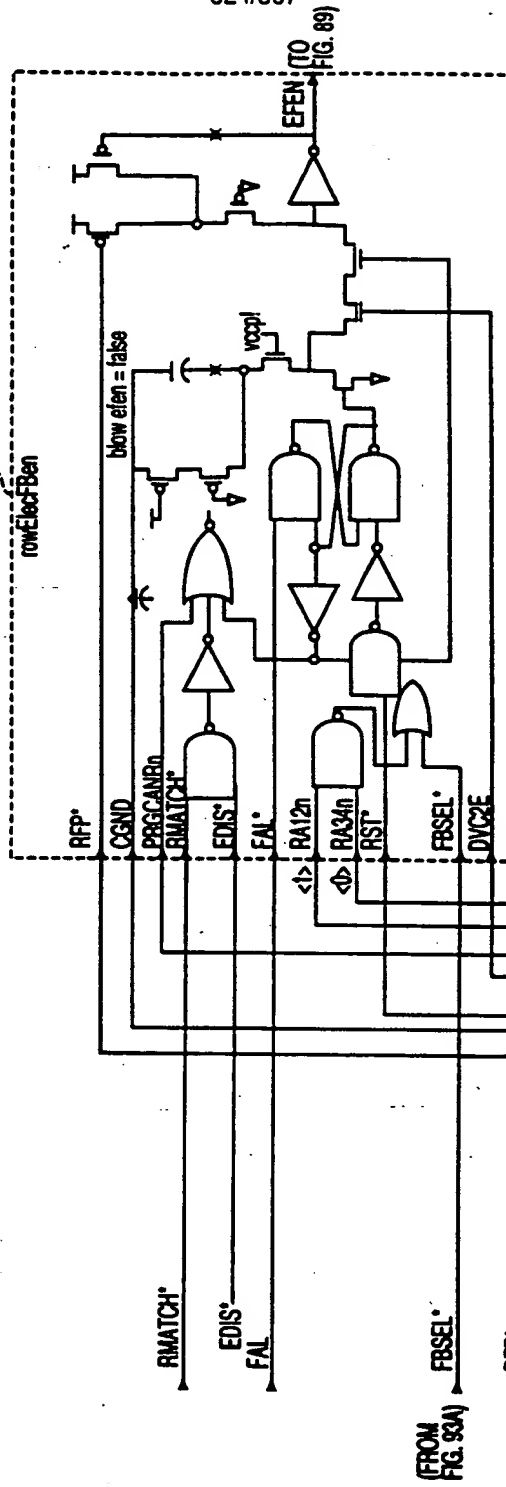 rowElecFBen
RFP*
CGND
PRGCANRn
RMATCH*
EDIS*
FAL*
<1> RA12n
<0> RA34n
RST*
FBSEL*
DVC2E
blow efen = false
vccp!
EFEN
(TO
FIG. 89)
RMATCH*
EDIS*
FAL
FBSEL*
(FROM
FIG. 93A)